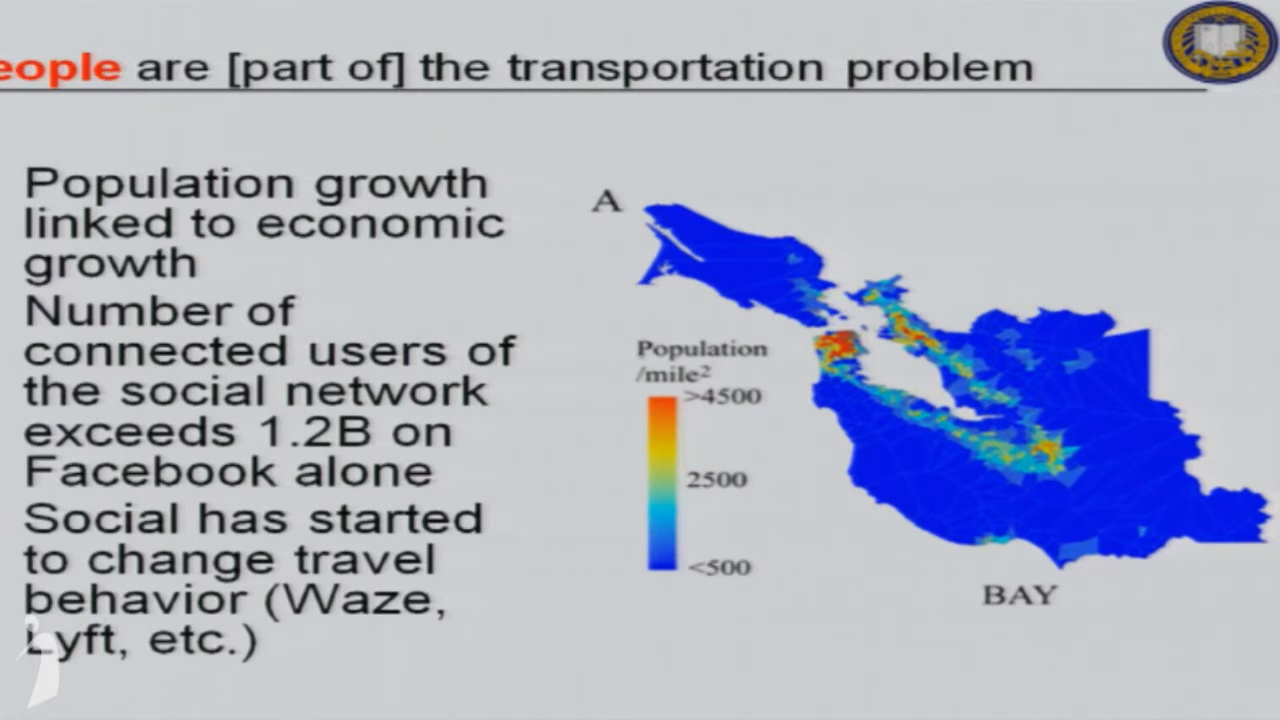 eople are [part of] the transportation problem
Population growth
linked to economic
growth
Number of
connected users of
the social network
exceeds 1.2B on
Facebook alone
Social has started
to change travel
behavior (Waze,
Lyft, etc.)
A
Population
/mile²
>4500
2500
<500
BAY